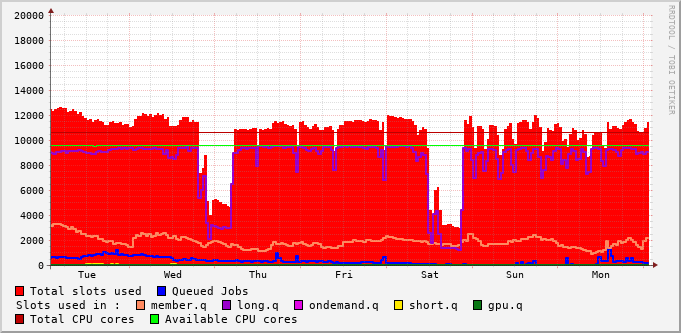 RRDTOOL / TOBI OETIKER
20000
18000
16000
14000
12000
10000
8000
6000
4000
2000
0
Tue Wed Thu Fri Sat Sun Mon
Total slots used Queued Jobs
Slots used in : member.q long.q ondemand.q short.q gpu.q
Total CPU cores Available CPU cores